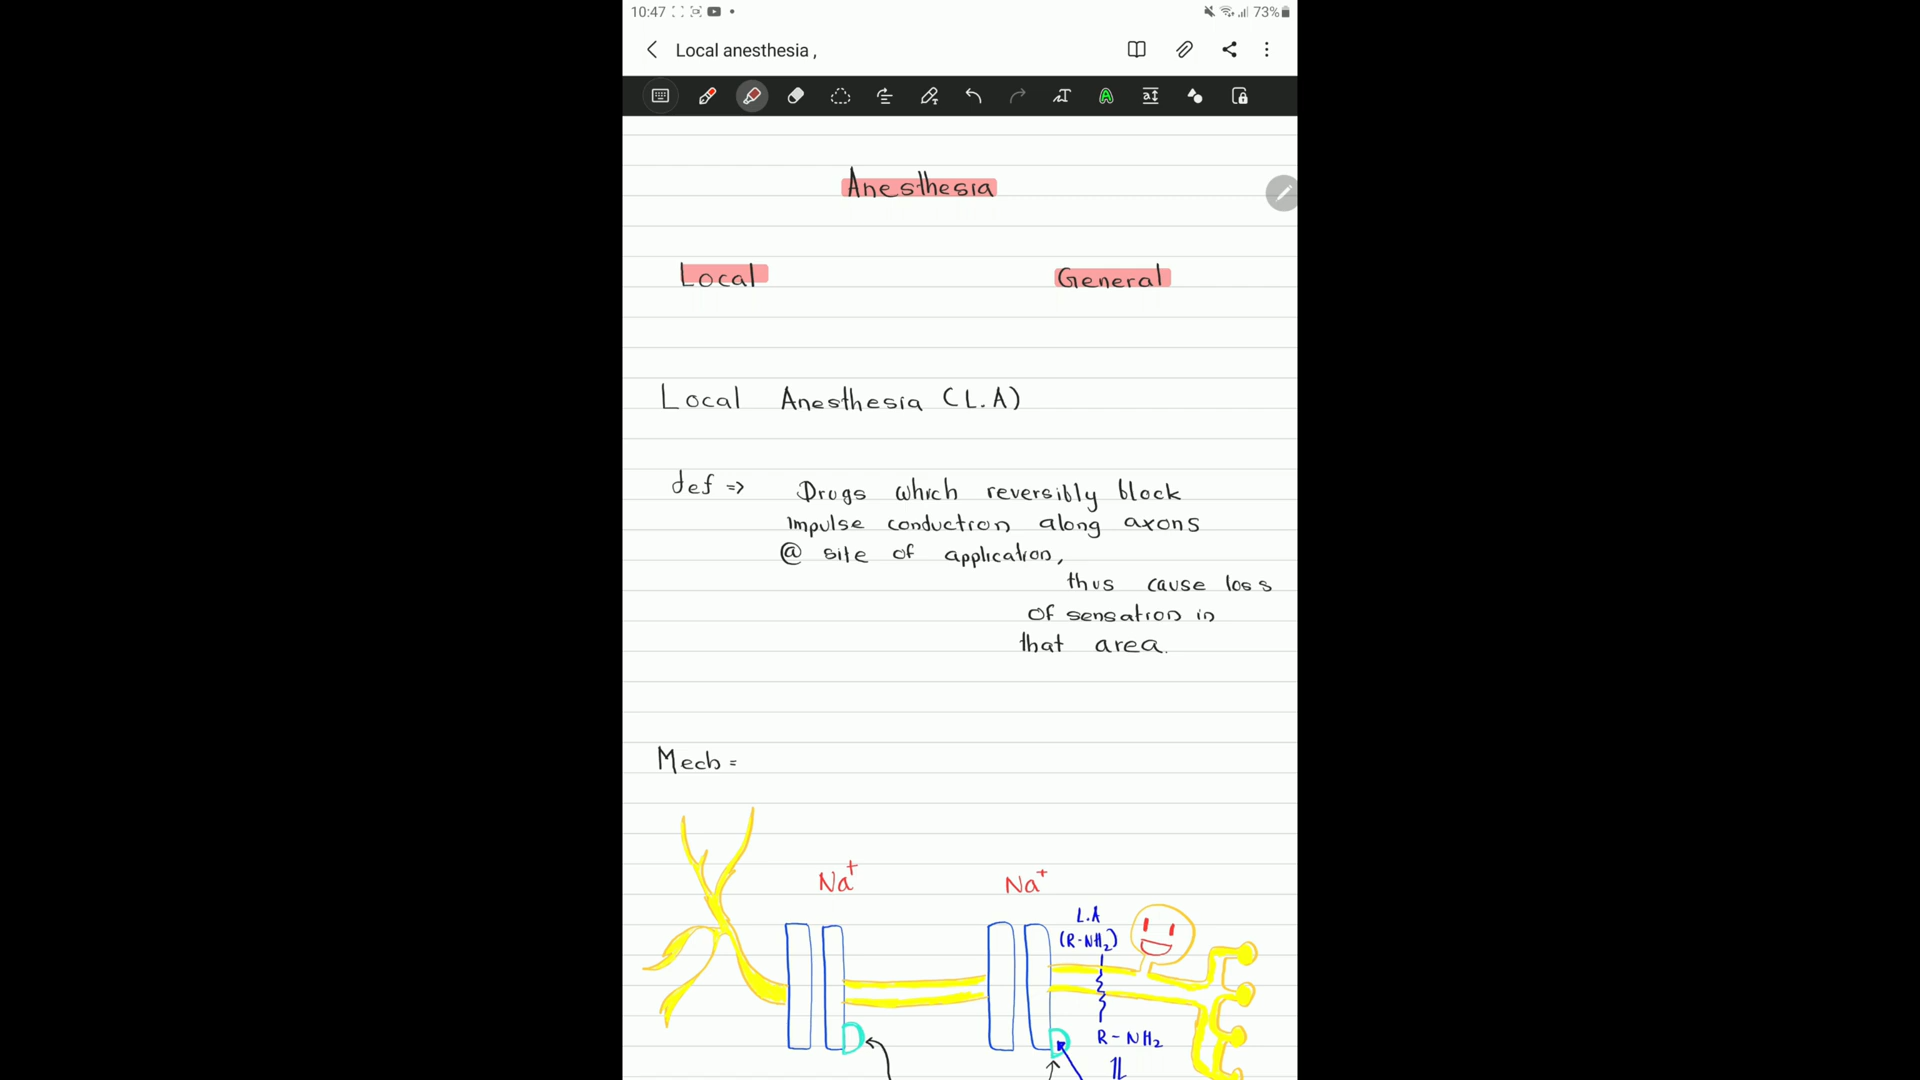 10:47
73%
Local anesthesia ,
Anesthesia
Local
General
Local Anesthesia (L.A)
def => Drugs which reversibly block
impulse conduction along axons
@ site of application,
thus cause loss
of sensation in
that area.
Mech =
Na+ Na+
L.A
(R-NH2)
R-NH2